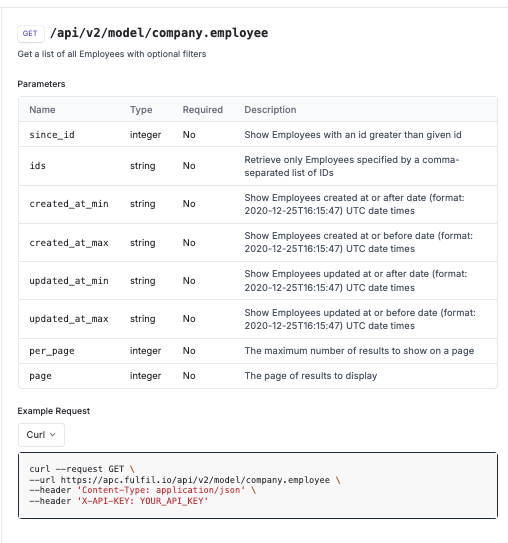 GET /api/v2/model/company.employee
Get a list of all Employees with optional filters
Parameters
Name Type Required Description
since_id integer No Show Employees with an id greater than given id
ids string No Retrieve only Employees specified by a comma-
separated list of IDs
created_at_min string No Show Employees created at or after date (format:
2020-12-25T16:15:47) UTC date times
created_at_max string No Show Employees created at or before date (format:
2020-12-25T16:15:47) UTC date times
updated_at_min string No Show Employees updated at or after date (format:
2020-12-25T16:15:47) UTC date times
updated_at_max string No Show Employees updated at or before date (format:
2020-12-25T16:15:47) UTC date times
per_page integer No The maximum number of results to show on a page
page integer No The page of results to display
Example Request
Curl
curl --request GET \
--url https://apc.fulfil.io/api/v2/model/company.employee \
--header 'Content-Type: application/json' \
--header 'X-API-KEY: YOUR_API_KEY'